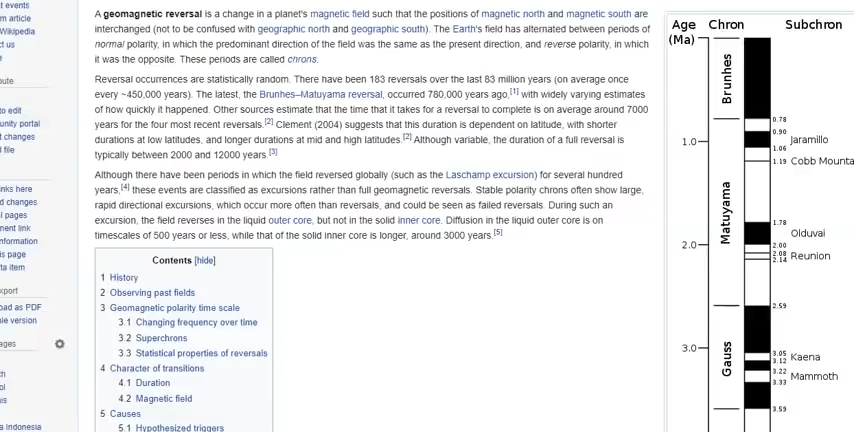 t events
m article
Wikipedia
ct us
e
bute
to edit
unity portal
t changes
d file
inks here
d changes
l pages
nent link
nformation
is page
ta item
xport
oad as PDF
ble version
ages
ch
ol
is
a Indonesia
A geomagnetic reversal is a change in a planet's magnetic field such that the positions of magnetic north and magnetic south are
interchanged (not to be confused with geographic north and geographic south). The Earth's field has alternated between periods of
normal polarity, in which the predominant direction of the field was the same as the present direction, and reverse polarity, in which
it was the opposite. These periods are called chrons.
Reversal occurrences are statistically random. There have been 183 reversals over the last 83 million years (on average once
every ~450,000 years). The latest, the Brunhes–Matuyama reversal, occurred 780,000 years ago,[1] with widely varying estimates
of how quickly it happened. Other sources estimate that the time that it takes for a reversal to complete is on average around 7000
years for the four most recent reversals.[2] Clement (2004) suggests that this duration is dependent on latitude, with shorter
durations at low latitudes, and longer durations at mid and high latitudes.[2] Although variable, the duration of a full reversal is
typically between 2000 and 12000 years.[3]
Although there have been periods in which the field reversed globally (such as the Laschamp excursion) for several hundred
years,[4] these events are classified as excursions rather than full geomagnetic reversals. Stable polarity chrons often show large,
rapid directional excursions, which occur more often than reversals, and could be seen as failed reversals. During such an
excursion, the field reverses in the liquid outer core, but not in the solid inner core. Diffusion in the liquid outer core is on
timescales of 500 years or less, while that of the solid inner core is longer, around 3000 years.[5]
Contents [hide]
1 History
2 Observing past fields
3 Geomagnetic polarity time scale
3.1 Changing frequency over time
3.2 Superchrons
3.3 Statistical properties of reversals
4 Character of transitions
4.1 Duration
4.2 Magnetic field
5 Causes
5.1 Hypothesized triggers
Age Chron Subchron
(Ma)
Brunhes
0.78
0.90
1.0 Jaramillo
1.06
1.19 Cobb Mounta
Matuyama
1.78
Olduvai
2.0 2.00
2.08
2.14 Reunion
2.59
Gauss
3.0 3.05
3.12 Kaena
3.22
3.33 Mammoth
3.59